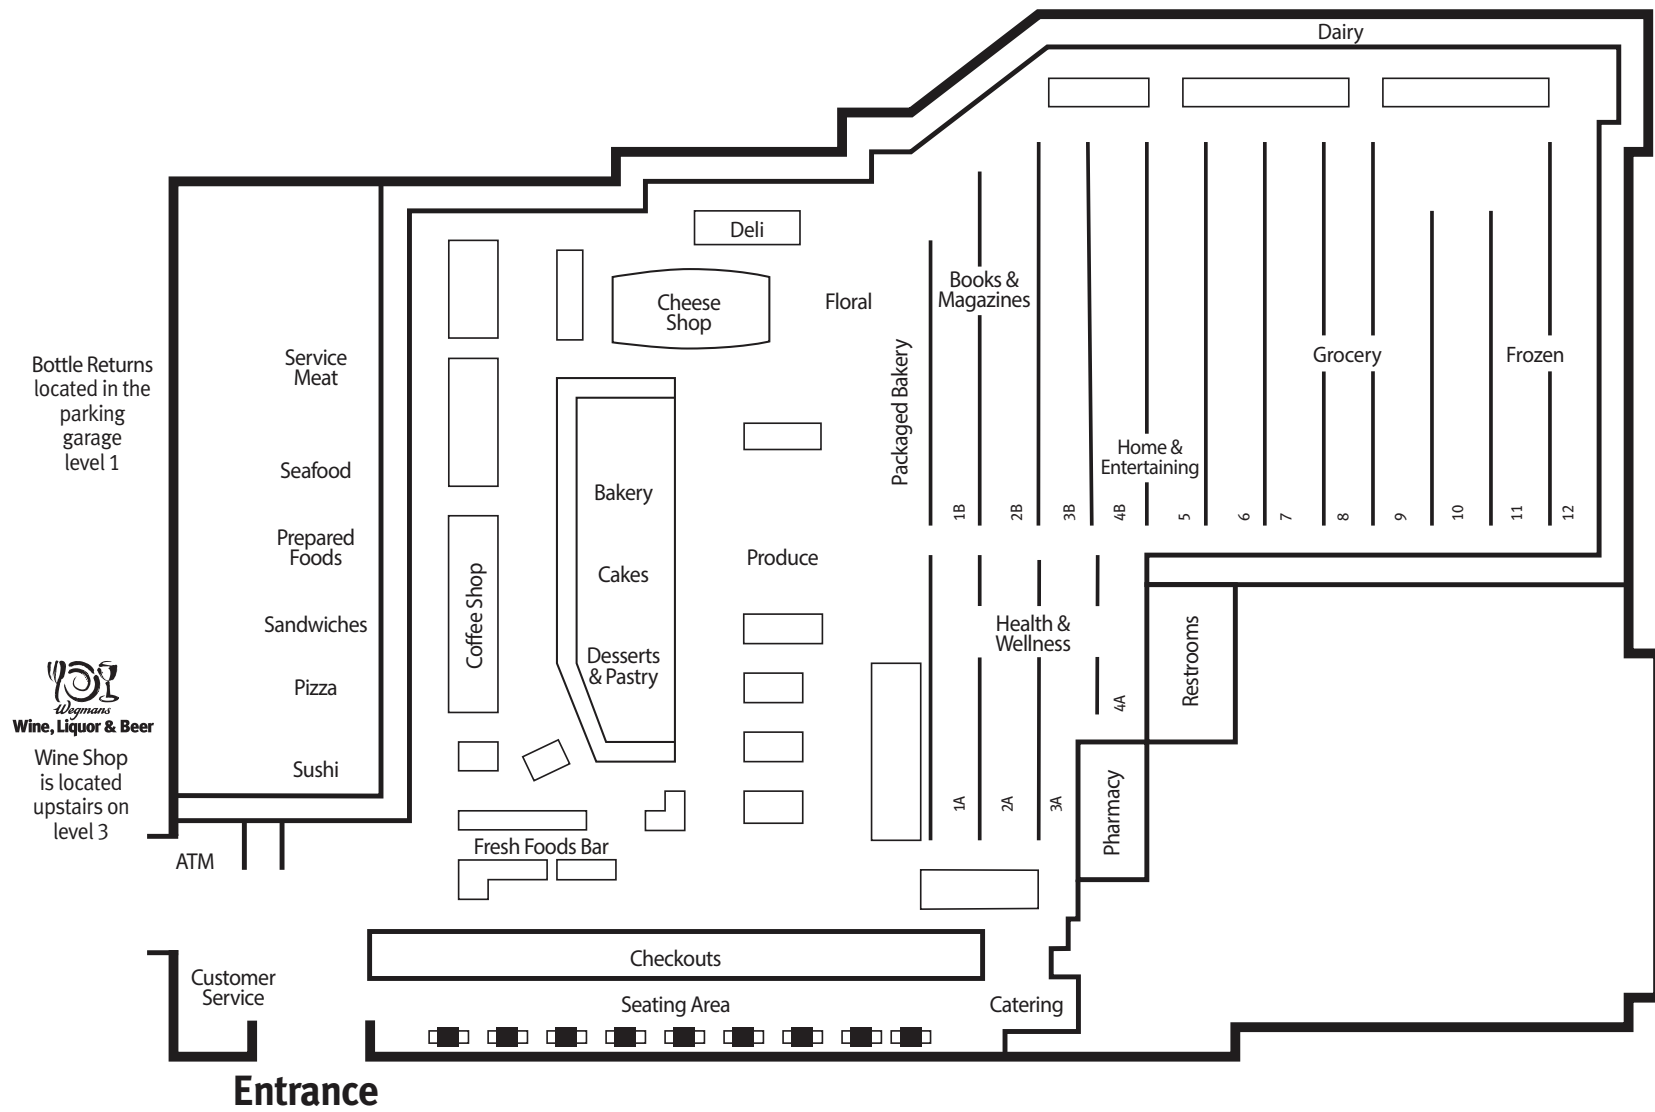 Dairy
Deli
Cheese
Shop
Floral
Books &
Magazines
Packaged Bakery
Service
Meat
Seafood
Prepared
Foods
Sandwiches
Pizza
Sushi
Bottle Returns
located in the
parking
garage
level 1
Wegmans
Wine, Liquor & Beer
Wine Shop
is located
upstairs on
level 3
Coffee Shop
Bakery
Cakes
Desserts
& Pastry
Produce
Grocery
Frozen
Home &
Entertaining
1B
2B
3B
4B
5
6
7
8
9
10
11
12
Health &
Wellness
1A
2A
3A
4A
Restrooms
Pharmacy
Fresh Foods Bar
ATM
Checkouts
Customer
Service
Seating Area
Catering
Entrance